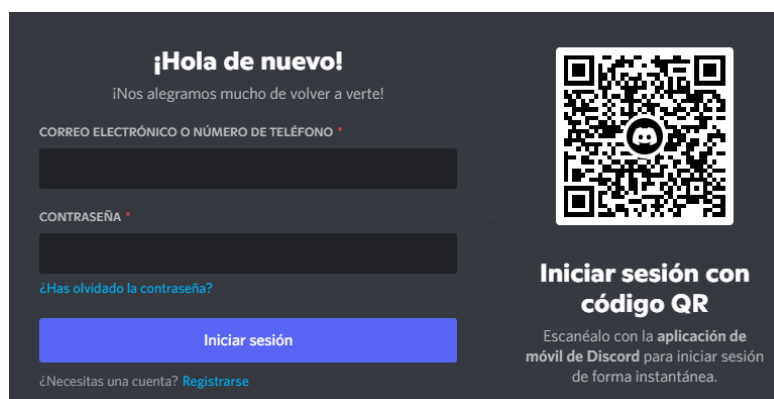 ¡Hola de nuevo!
¡Nos alegramos mucho de volver a verte!
CORREO ELECTRÓNICO O NÚMERO DE TELÉFONO *
CONTRASEÑA *
¿Has olvidado la contraseña?
Iniciar sesión
¿Necesitas una cuenta? Registrarse
Iniciar sesión con
código QR
Escanéalo con la aplicación de
móvil de Discord para iniciar sesión
de forma instantánea.